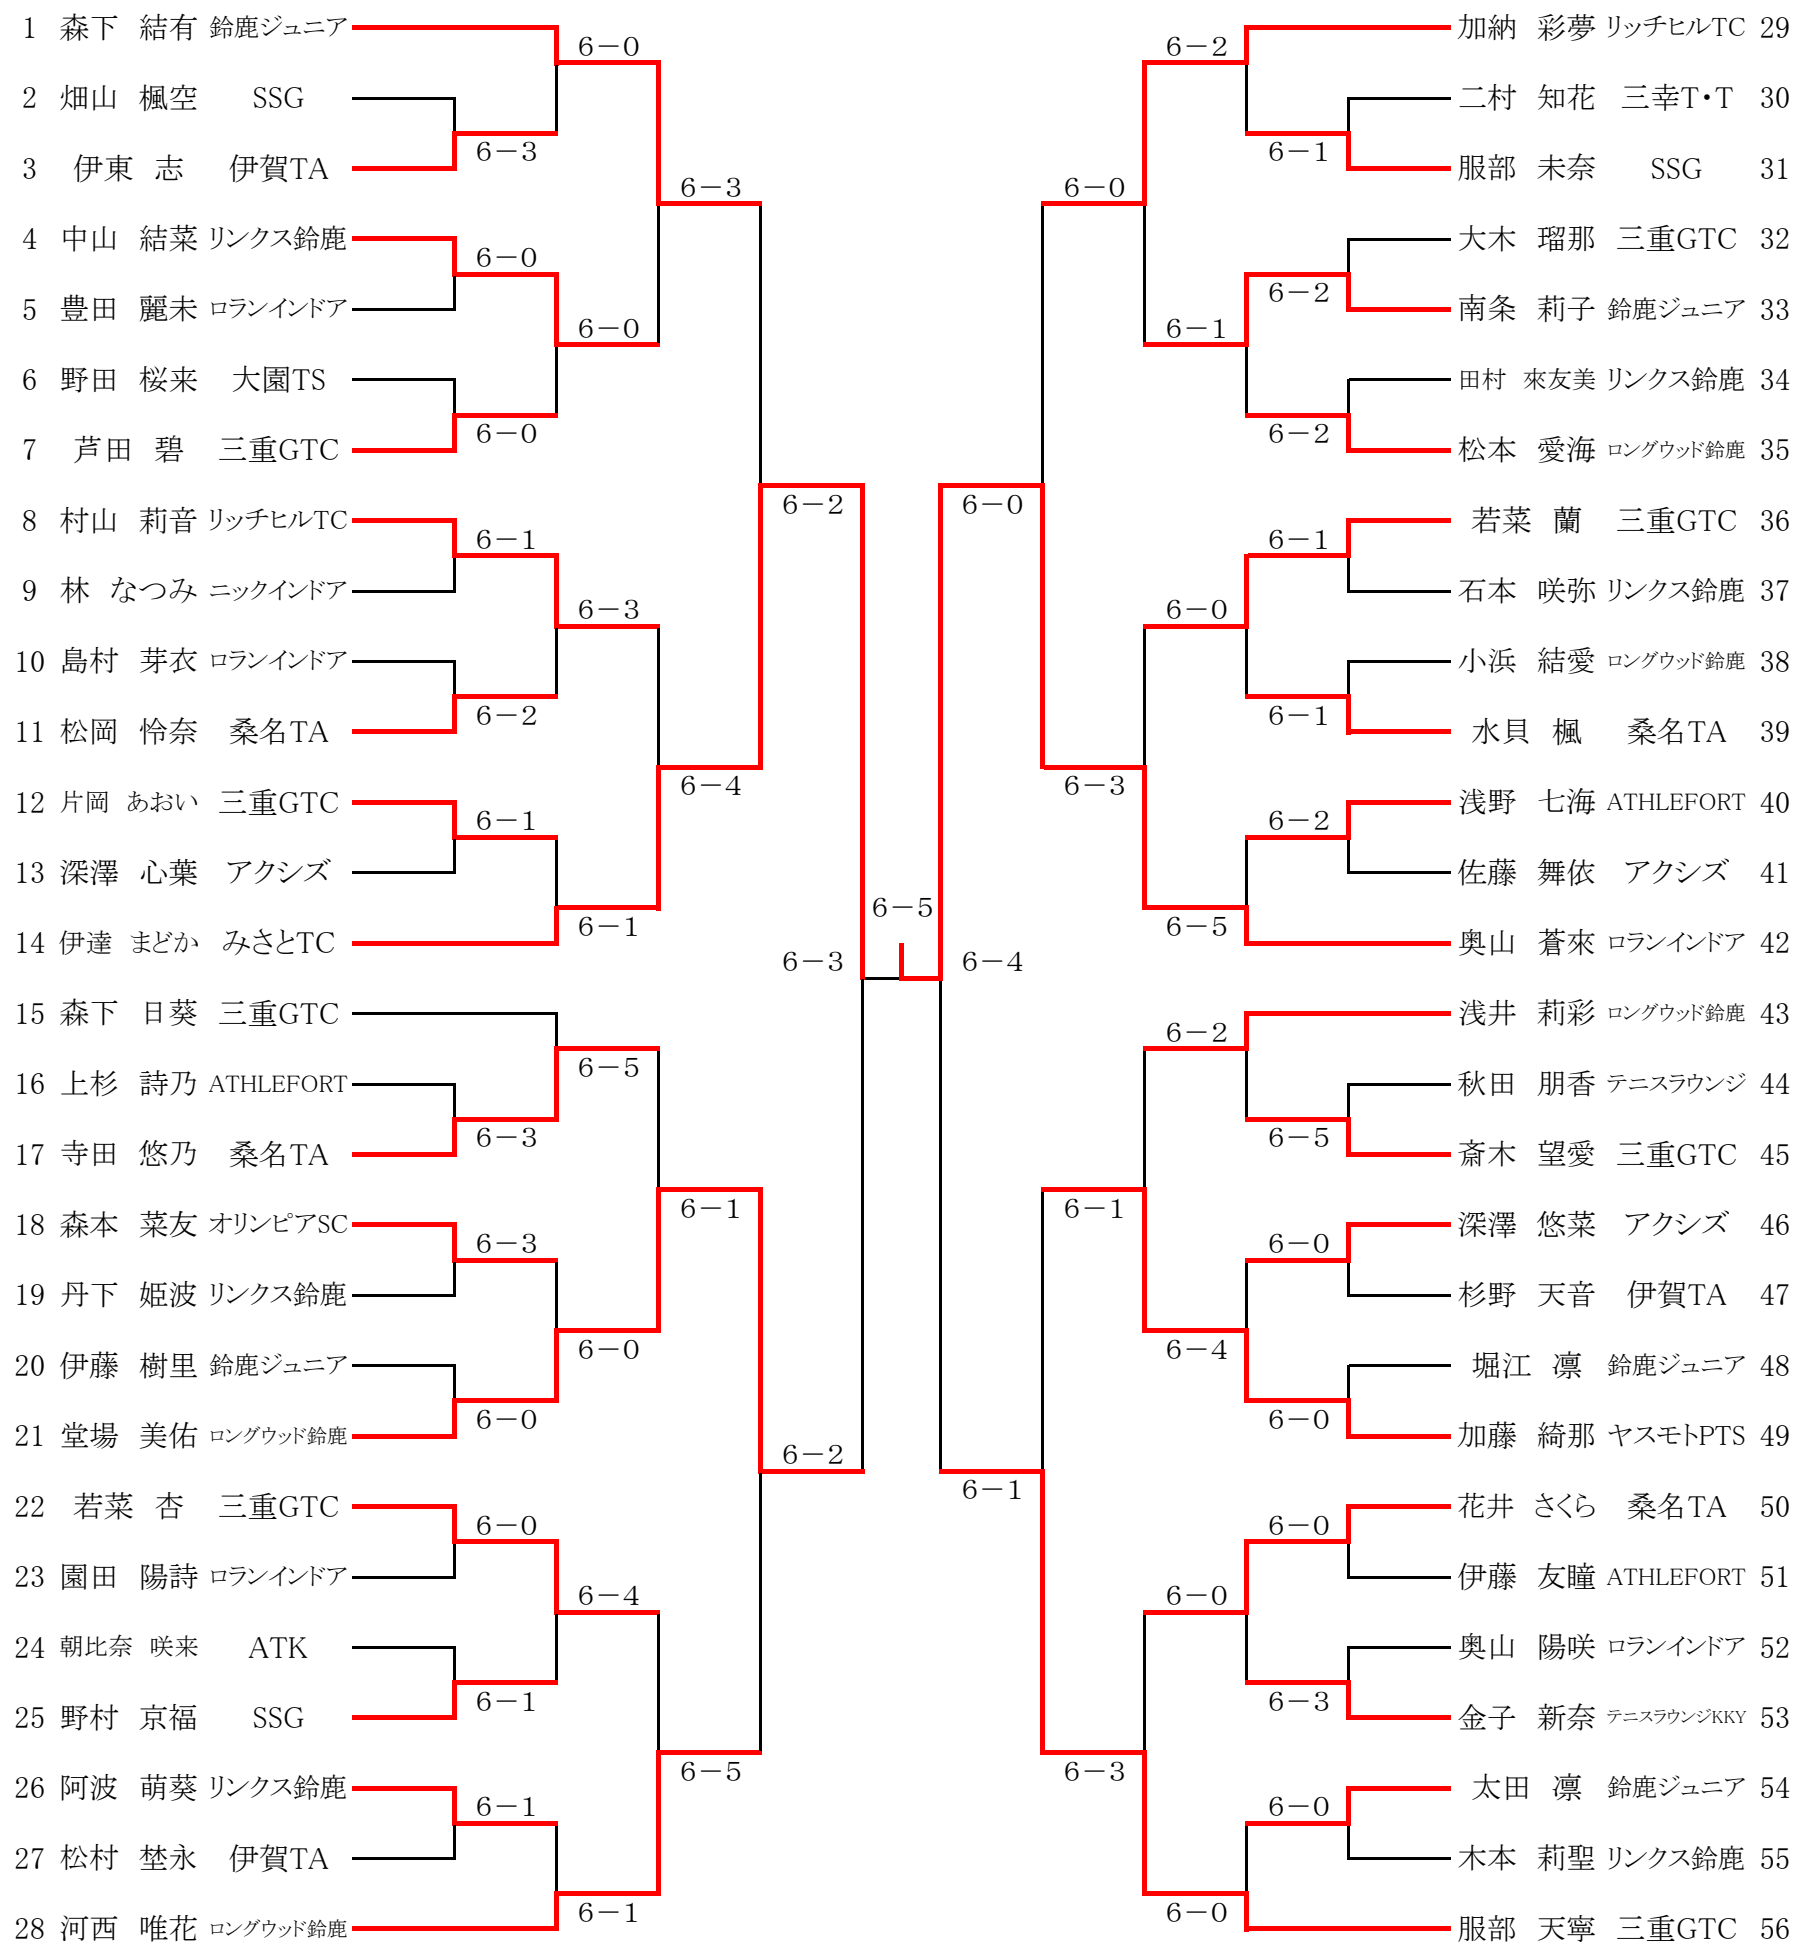 1 森下 結有 鈴鹿ジュニア
6-0
2 畑山 楓空 SSG
6-3
3 伊東 志 伊賀TA
6-3
4 中山 結菜 リンクス鈴鹿
6-0
5 豊田 麗未 ロランインドア
6-0
6 野田 桜来 大園TS
6-0
7 芦田 碧 三重GTC
6-2
8 村山 莉音 リッチヒルTC
6-1
9 林 なつみ ニックインドア
6-3
10 島村 芽衣 ロランインドア
6-2
11 松岡 怜奈 桑名TA
6-4
12 片岡 あおい 三重GTC
6-1
13 深澤 心葉 アクシズ
6-1
14 伊達 まどか みさとTC
6-3
15 森下 日葵 三重GTC
6-5
16 上杉 詩乃 ATHLEFORT
6-3
17 寺田 悠乃 桑名TA
6-1
18 森本 菜友 オリンピアSC
6-3
19 丹下 姫波 リンクス鈴鹿
6-0
20 伊藤 樹里 鈴鹿ジュニア
6-0
21 堂場 美佑 ロングウッド鈴鹿
6-2
22 若菜 杏 三重GTC
6-0
23 園田 陽詩 ロランインドア
6-4
24 朝比奈 咲来 ATK
6-1
25 野村 京福 SSG
6-5
26 阿波 萌葵 リンクス鈴鹿
6-1
27 松村 埜永 伊賀TA
6-1
28 河西 唯花 ロングウッド鈴鹿
6-5
加納 彩夢 リッチヒルTC 29
6-2
二村 知花 三幸T・T 30
6-1
服部 未奈 SSG 31
6-0
大木 瑠那 三重GTC 32
6-2
南条 莉子 鈴鹿ジュニア 33
6-1
田村 來友美 リンクス鈴鹿 34
6-2
松本 愛海 ロングウッド鈴鹿 35
6-0
若菜 蘭 三重GTC 36
6-1
石本 咲弥 リンクス鈴鹿 37
6-0
小浜 結愛 ロングウッド鈴鹿 38
6-1
水貝 楓 桑名TA 39
6-3
浅野 七海 ATHLEFORT 40
6-2
佐藤 舞依 アクシズ 41
6-5
奥山 蒼來 ロランインドア 42
6-4
浅井 莉彩 ロングウッド鈴鹿 43
6-2
秋田 朋香 テニスラウンジ 44
6-5
斎木 望愛 三重GTC 45
6-1
深澤 悠菜 アクシズ 46
6-0
杉野 天音 伊賀TA 47
6-4
堀江 凛 鈴鹿ジュニア 48
6-0
加藤 綺那 ヤスモトPTS 49
6-1
花井 さくら 桑名TA 50
6-0
伊藤 友瞳 ATHLEFORT 51
6-0
奥山 陽咲 ロランインドア 52
6-3
金子 新奈 テニスラウンジKKY 53
6-3
太田 凛 鈴鹿ジュニア 54
6-0
木本 莉聖 リンクス鈴鹿 55
6-0
服部 天寧 三重GTC 56